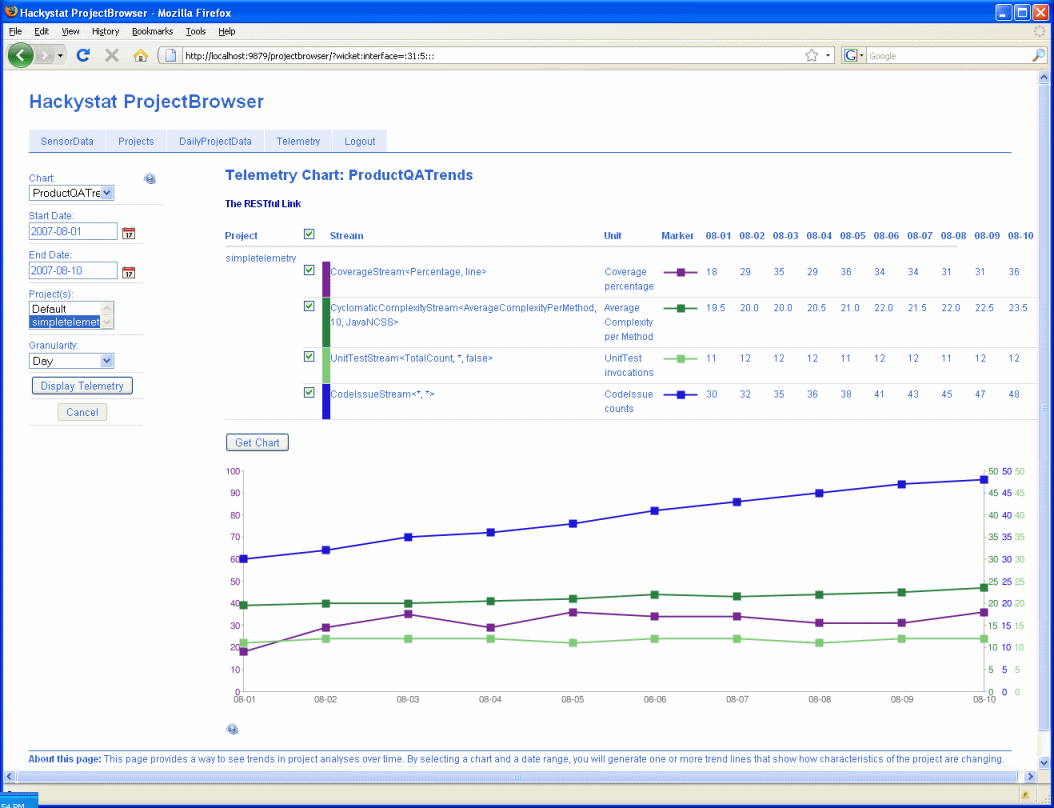 Hackystat ProjectBrowser - Mozilla Firefox
File Edit View History Bookmarks Tools Help
http://localhost:9879/projectbrowser/?wicket:interface=:31:5:::
G Google
Hackystat ProjectBrowser
SensorData Projects DailyProjectData Telemetry Logout
Chart:
ProductQATre
Start Date:
2007-08-01
End Date:
2007-08-10
Project(s):
Default
simpletelemet
Granularity:
Day
Display Telemetry
Cancel
Telemetry Chart: ProductQATrends
The RESTful Link
Project Stream Unit Marker 08-01 08-02 08-03 08-04 08-05 08-06 08-07 08-08 08-09 08-10
simpletelemetry
CoverageStream<Percentage, line> Coverage 18 29 35 29 36 34 34 31 31 36
percentage
CyclomaticComplexityStream<AverageComplexityPerMethod, Average 19.5 20.0 20.0 20.5 21.0 22.0 21.5 22.0 22.5 23.5
10, JavaNCSS> Complexity
per Method
UnitTestStream<TotalCount, *, false> UnitTest 11 12 12 12 11 12 12 11 12 12
invocations
CodeIssueStream<*, *> CodeIssue 30 32 35 36 38 41 43 45 47 48
counts
Get Chart
100 50 50 50
90 45 45 45
80 40 40 40
70 35 35 35
60 30 30 30
50 25 25 25
40 20 20 20
30 15 15 15
20 10 10 10
10 5 5 5
0 0 0 0
08-01 08-02 08-03 08-04 08-05 08-06 08-07 08-08 08-09 08-10
About this page: This page provides a way to see trends in project analyses over time. By selecting a chart and a date range, you will generate one or more trend lines that show how characteristics of the project are changing.
54 PM